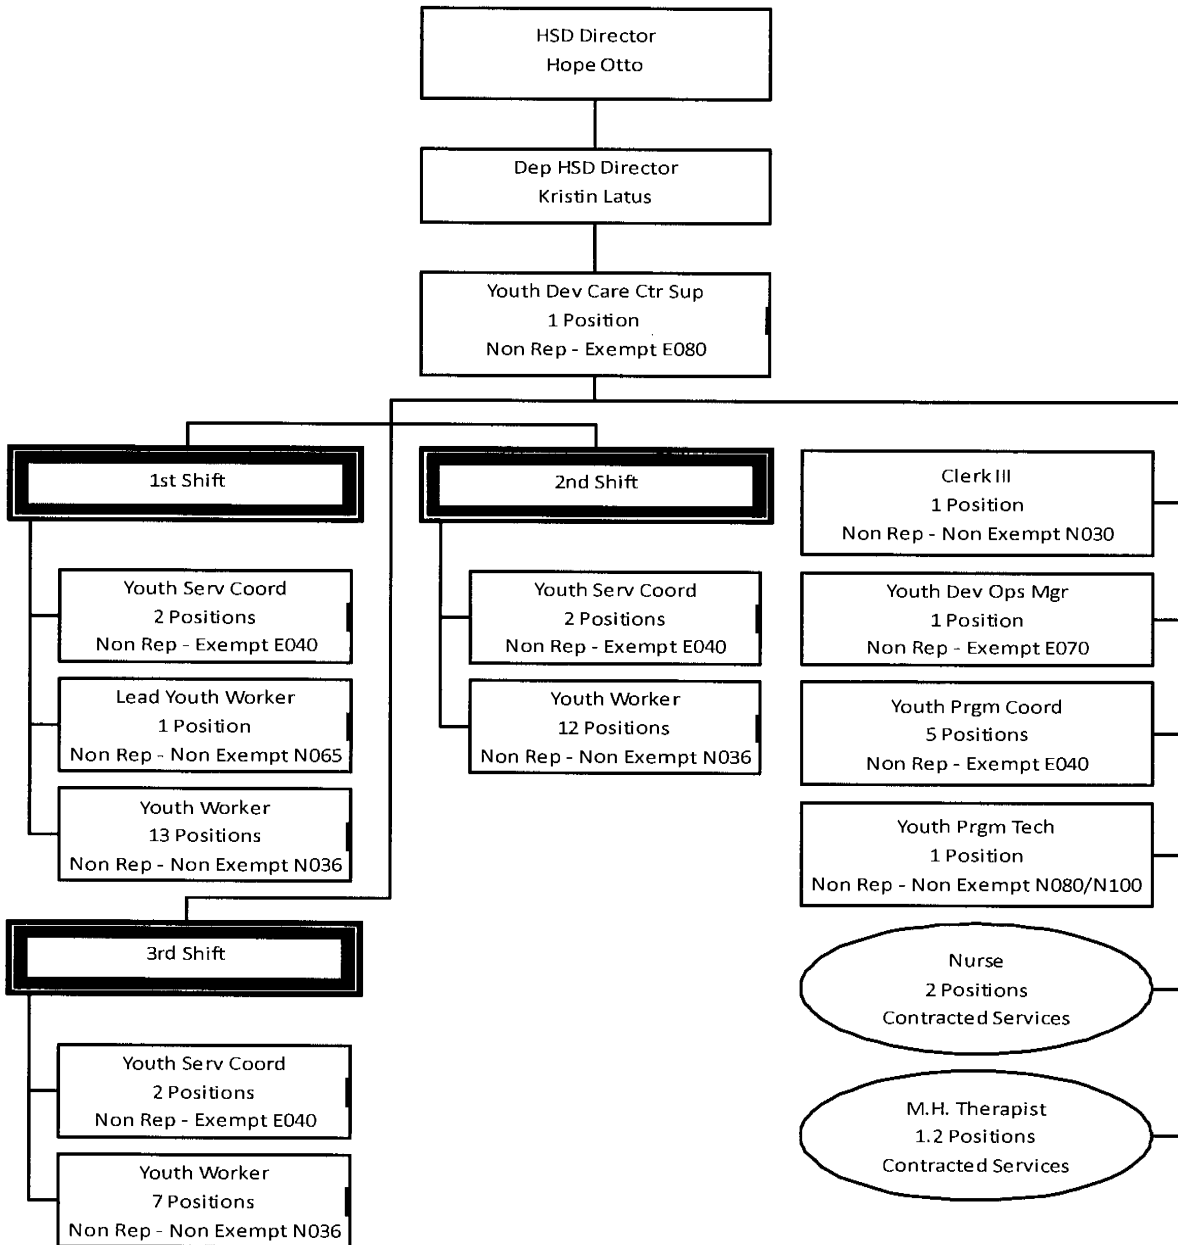 HSD Director
Hope Otto
Dep HSD Director
Kristin Latus
Youth Dev Care Ctr Sup
1 Position
Non Rep - Exempt E080
1st Shift
Youth Serv Coord
2 Positions
Non Rep - Exempt E040
Lead Youth Worker
1 Position
Non Rep - Non Exempt N065
Youth Worker
13 Positions
Non Rep - Non Exempt N036
2nd Shift
Youth Serv Coord
2 Positions
Non Rep - Exempt E040
Youth Worker
12 Positions
Non Rep - Non Exempt N036
3rd Shift
Youth Serv Coord
2 Positions
Non Rep - Exempt E040
Youth Worker
7 Positions
Non Rep - Non Exempt N036
Clerk III
1 Position
Non Rep - Non Exempt N030
Youth Dev Ops Mgr
1 Position
Non Rep - Exempt E070
Youth Prgm Coord
5 Positions
Non Rep - Exempt E040
Youth Prgm Tech
1 Position
Non Rep - Non Exempt N080/N100
Nurse
2 Positions
Contracted Services
M.H. Therapist
1.2 Positions
Contracted Services